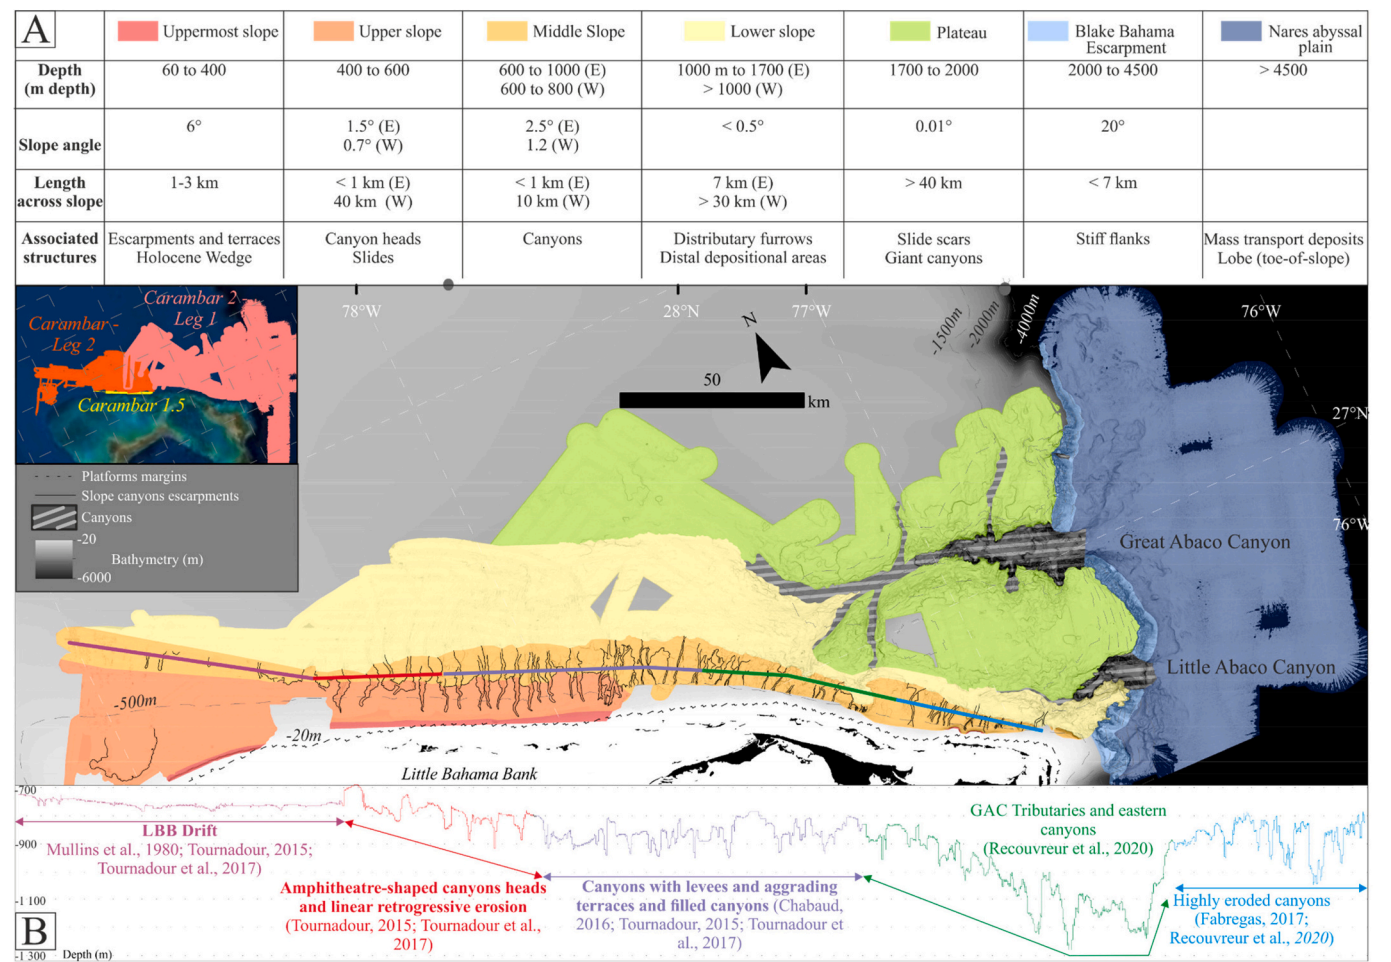 A
Uppermost slope
Upper slope
Middle Slope
Lower slope
Plateau
Blake Bahama
Escarpment
Nares abyssal
plain
Depth
(m depth)
60 to 400
400 to 600
600 to 1000 (E)
600 to 800 (W)
1000 m to 1700 (E)
> 1000 (W)
1700 to 2000
2000 to 4500
> 4500
Slope angle
6°
1.5° (E)
0.7° (W)
2.5° (E)
1.2 (W)
< 0.5°
0.01°
20°
Length
across slope
1-3 km
< 1 km (E)
40 km (W)
< 1 km (E)
10 km (W)
7 km (E)
> 30 km (W)
> 40 km
< 7 km
Associated
structures
Escarpments and terraces
Holocene Wedge
Canyon heads
Slides
Canyons
Distributary furrows
Distal depositional areas
Slide scars
Giant canyons
Stiff flanks
Mass transport deposits
Lobe (toe-of-slope)
Carambar 2 -
Leg 1
Carambar -
Leg 2
Carambar 1.5
78°W
28°N
77°W
76°W
-1500m
-2000m
-4000m
N
50
km
27°N
76°W
Platforms margins
Slope canyons escarpments
Canyons
-20
Bathymetry (m)
-6000
Great Abaco Canyon
Little Abaco Canyon
-500m
-20m
Little Bahama Bank
-700
-900
-1 100
-1 300
LBB Drift
Mullins et al., 1980; Tournadour, 2015;
Tournadour et al., 2017)
Amphitheatre-shaped canyons heads
and linear retrogressive erosion
(Tournadour, 2015; Tournadour et al.,
2017)
Canyons with levees and aggrading
terraces and filled canyons (Chabaud,
2016; Tournadour, 2015; Tournadour et
al., 2017)
GAC Tributaries and eastern
canyons
(Recouvreur et al., 2020)
Highly eroded canyons
(Fabregas, 2017;
Recouvreur et al., 2020)
B
Depth (m)